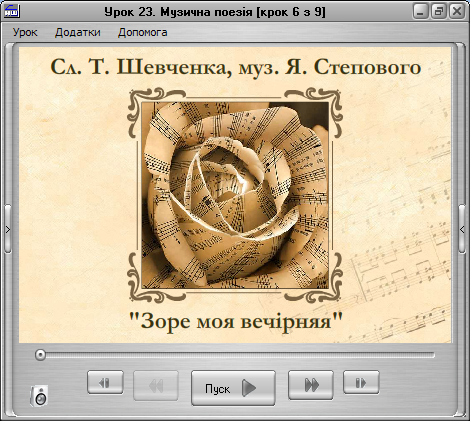 Урок 23. Музична поезія [крок 6 з 9]
Урок Додатки Допомога
Сл. Т. Шевченка, муз. Я. Степового
"Зоре моя вечірняя"
Пуск